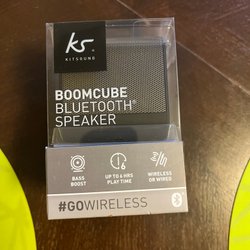 ks
KITSOUND
BOOMCUBE
BLUETOOTH®
SPEAKER
BASS
BOOST
UP TO 6 HRS
PLAY TIME
WIRELESS
OR WIRED
#GOWIRELESS